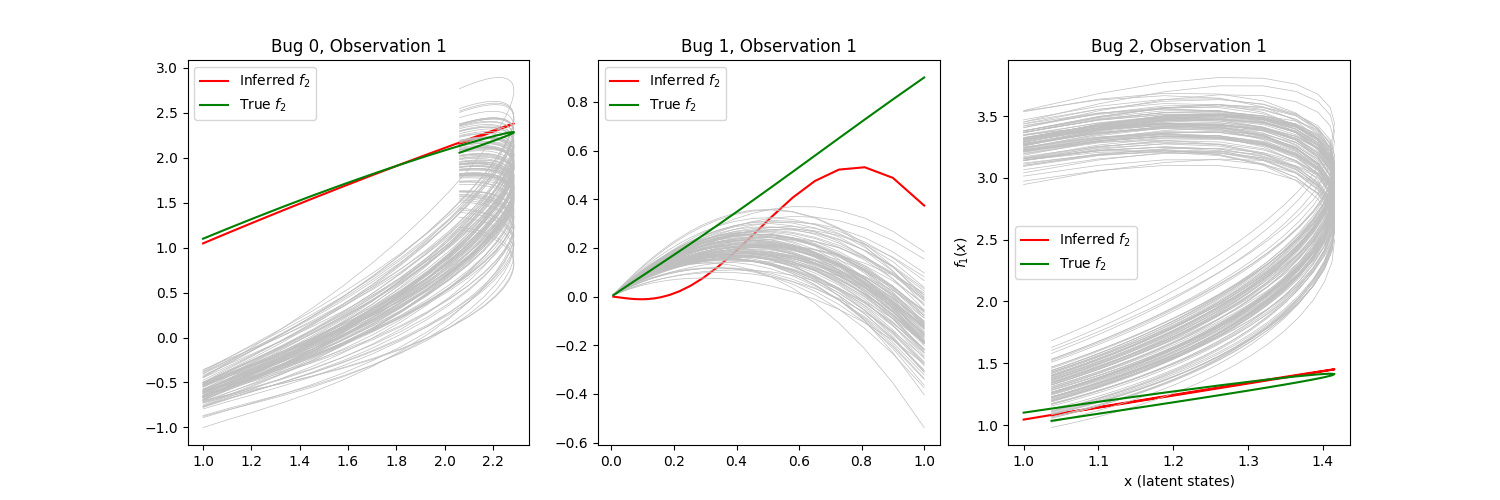 Bug 0, Observation 1
Inferred f₂
True f₂
3.0
2.5
2.0
1.5
1.0
0.5
0.0
−0.5
−1.0
1.0 1.2 1.4 1.6 1.8 2.0 2.2
Bug 1, Observation 1
Inferred f₂
True f₂
0.8
0.6
0.4
0.2
0.0
−0.2
−0.4
−0.6
0.0 0.2 0.4 0.6 0.8 1.0
Bug 2, Observation 1
Inferred f₂
True f₂
f₁(x)
3.5
3.0
2.5
2.0
1.5
1.0
1.0 1.1 1.2 1.3 1.4
x (latent states)